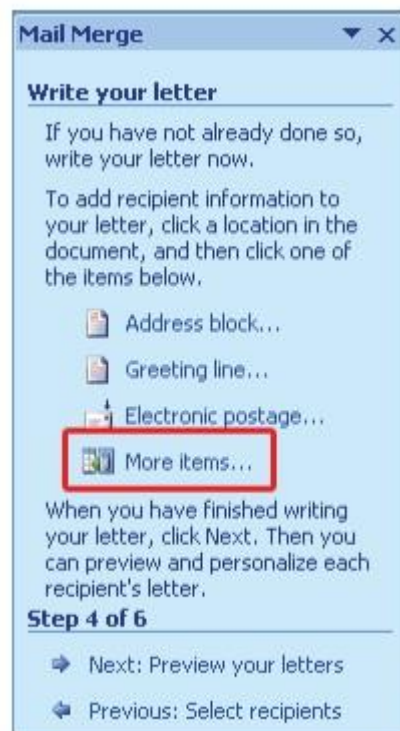 Mail Merge
Write your letter
If you have not already done so,
write your letter now.
To add recipient information to
your letter, click a location in the
document, and then click one of
the items below.
Address block...
Greeting line...
Electronic postage...
More items...
When you have finished writing
your letter, click Next. Then you
can preview and personalize each
recipient's letter.
Step 4 of 6
Next: Preview your letters
Previous: Select recipients